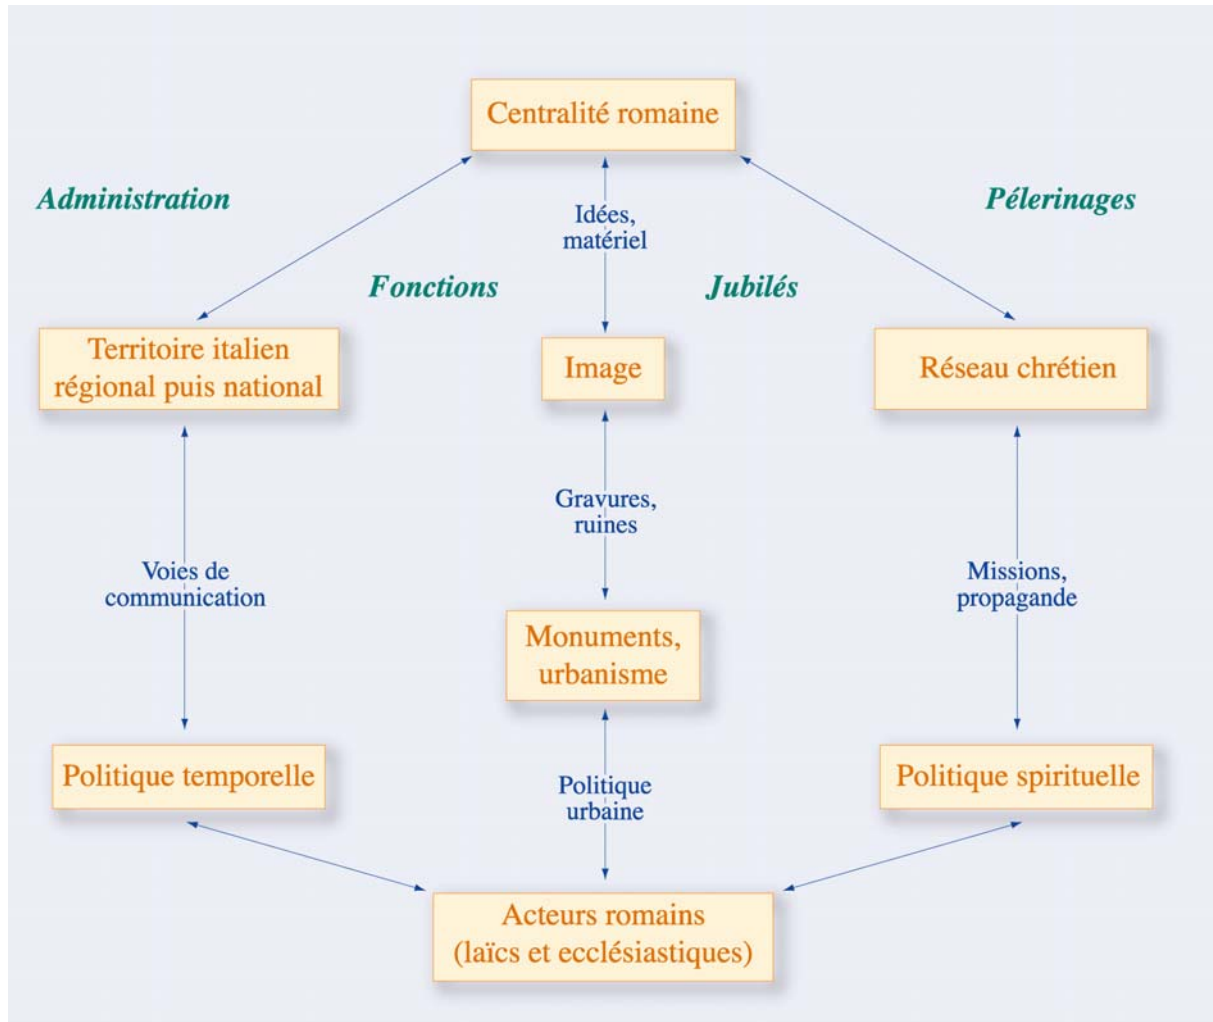 Centralité romaine
Administration
Pélerinages
Idées,
matériel
Fonctions
Jubilés
Territoire italien
régional puis national
Image
Réseau chrétien
Gravures,
ruines
Voies de
communication
Missions,
propagande
Monuments,
urbanisme
Politique temporelle
Politique
urbaine
Politique spirituelle
Acteurs romains
(laïcs et ecclésiastiques)